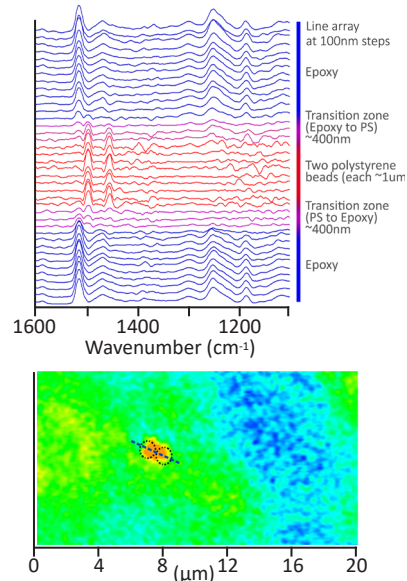 Line array
at 100nm steps
Epoxy
Transition zone
(Epoxy to PS)
~400nm
Two polystyrene
beads (each ~1um)
Transition zone
(PS to Epoxy)
~400nm
Epoxy
1600 1400 1200
Wavenumber (cm-1)
0 4 8 12 16 20
(µm)